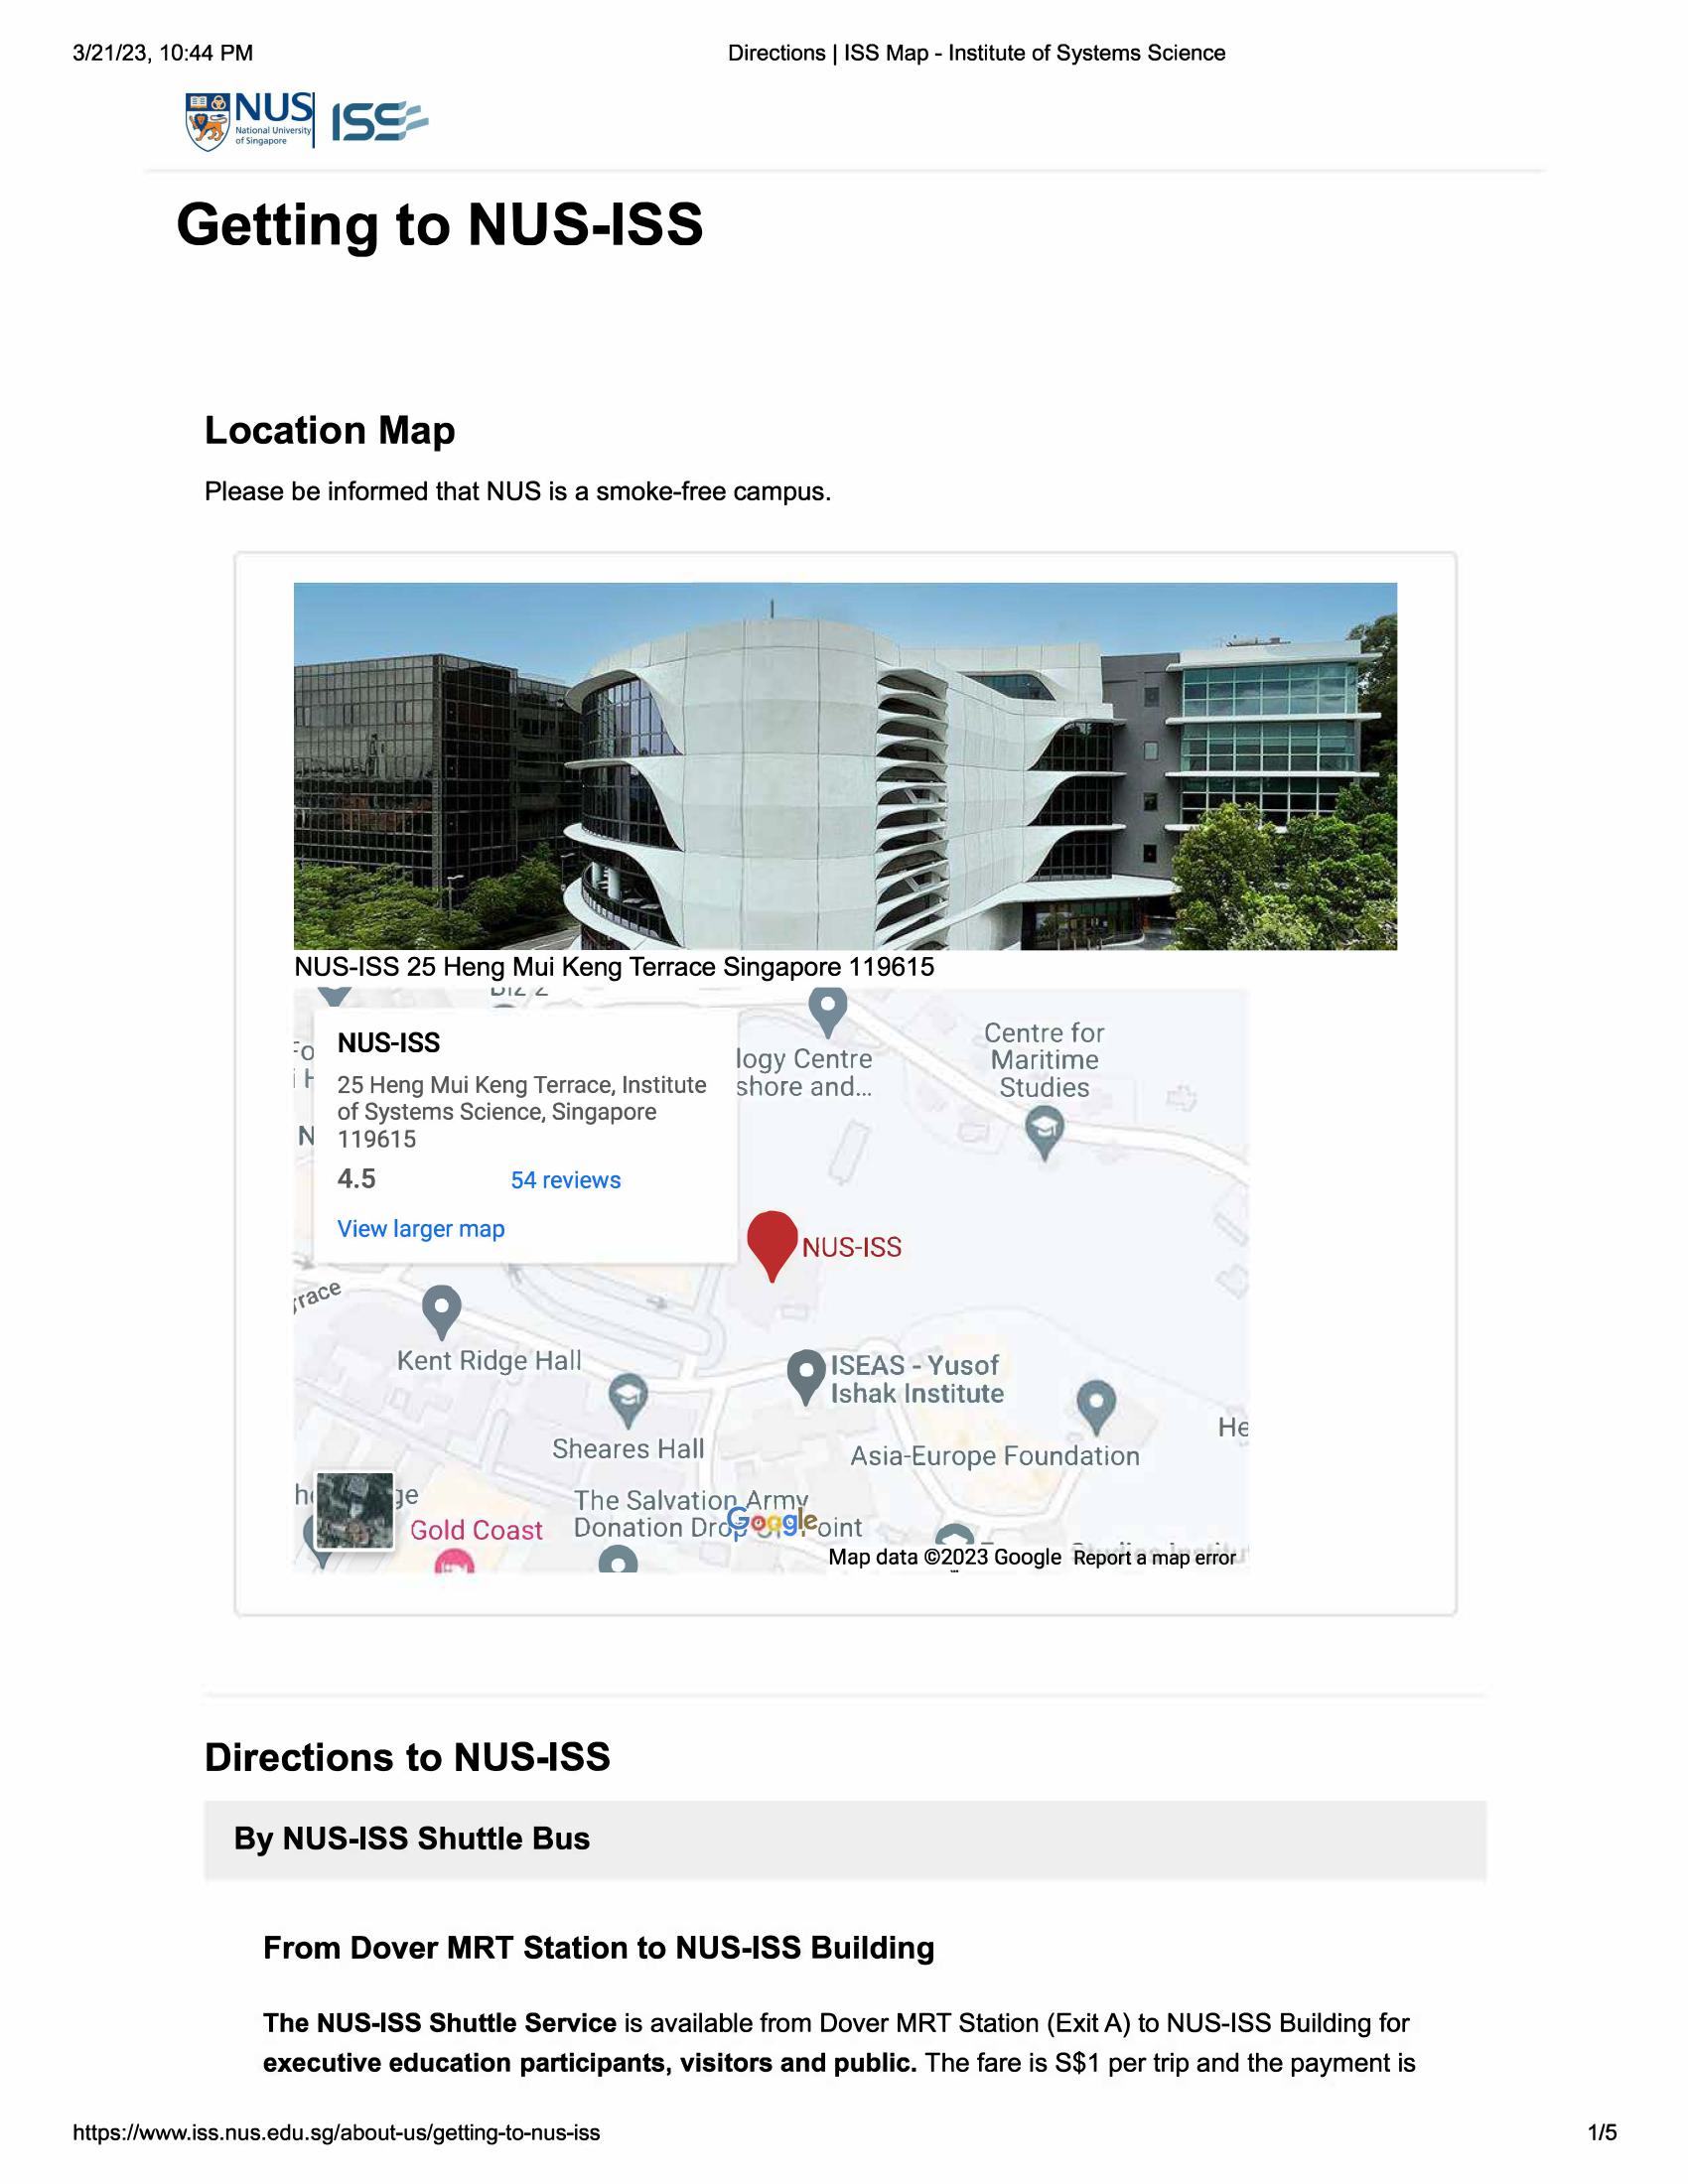 3/21/23, 10:44 PM
Directions | ISS Map - Institute of Systems Science
NUS
National University
of Singapore
ISS
Getting to NUS-ISS
Location Map
Please be informed that NUS is a smoke-free campus.
NUS-ISS 25 Heng Mui Keng Terrace Singapore 119615
NUS-ISS
25 Heng Mui Keng Terrace, Institute
of Systems Science, Singapore
119615
4.5
54 reviews
View larger map
logy Centre
shore and...
Centre for
Maritime
Studies
NUS-ISS
rrace
Kent Ridge Hall
ISEAS - Yusof
Ishak Institute
Sheares Hall
Asia-Europe Foundation
He
Gold Coast
The Salvation Army
Donation Drop
oint
Google
Map data ©2023 Google
Report a map error
Directions to NUS-ISS
By NUS-ISS Shuttle Bus
From Dover MRT Station to NUS-ISS Building
The NUS-ISS Shuttle Service is available from Dover MRT Station (Exit A) to NUS-ISS Building for
executive education participants, visitors and public. The fare is S$1 per trip and the payment is
https://www.iss.nus.edu.sg/about-us/getting-to-nus-iss
1/5